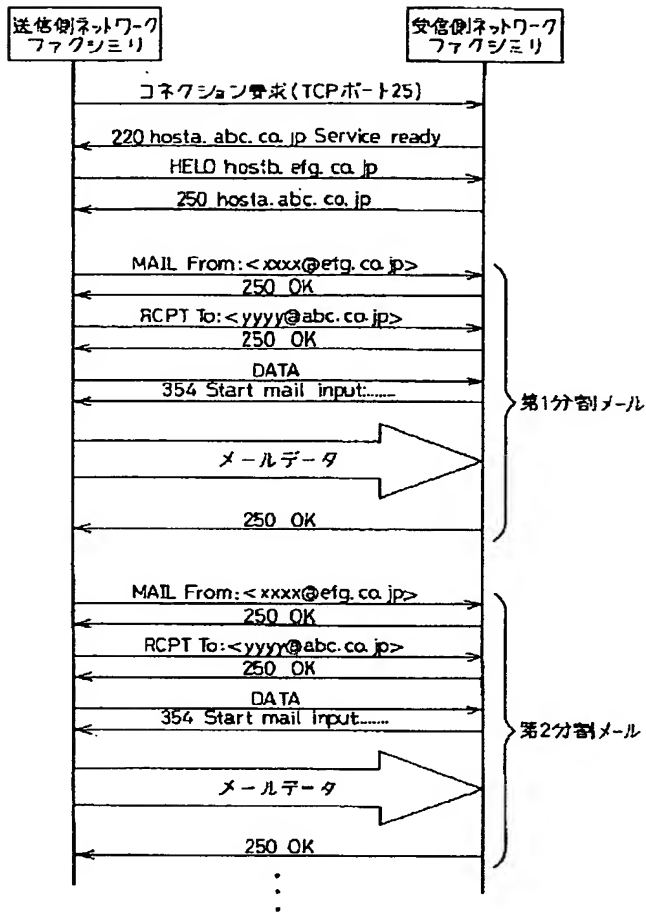 送信側ネットワーク
ファクシミリ
受信側ネットワーク
ファクシミリ
コネクション要求(TCPポート25)
220 hosta.abc.co.jp Service ready
HELO hostb.efg.co.jp
250 hosta.abc.co.jp
MAIL From:<xxxx@efg.co.jp>
250 OK
RCPT To:<yyyy@abc.co.jp>
250 OK
DATA
354 Start mail input:......
第1分割メール
メールデータ
250 OK
MAIL From:<xxxx@efg.co.jp>
250 OK
RCPT To:<yyyy@abc.co.jp>
250 OK
DATA
354 Start mail input......
第2分割メール
メールデータ
250 OK